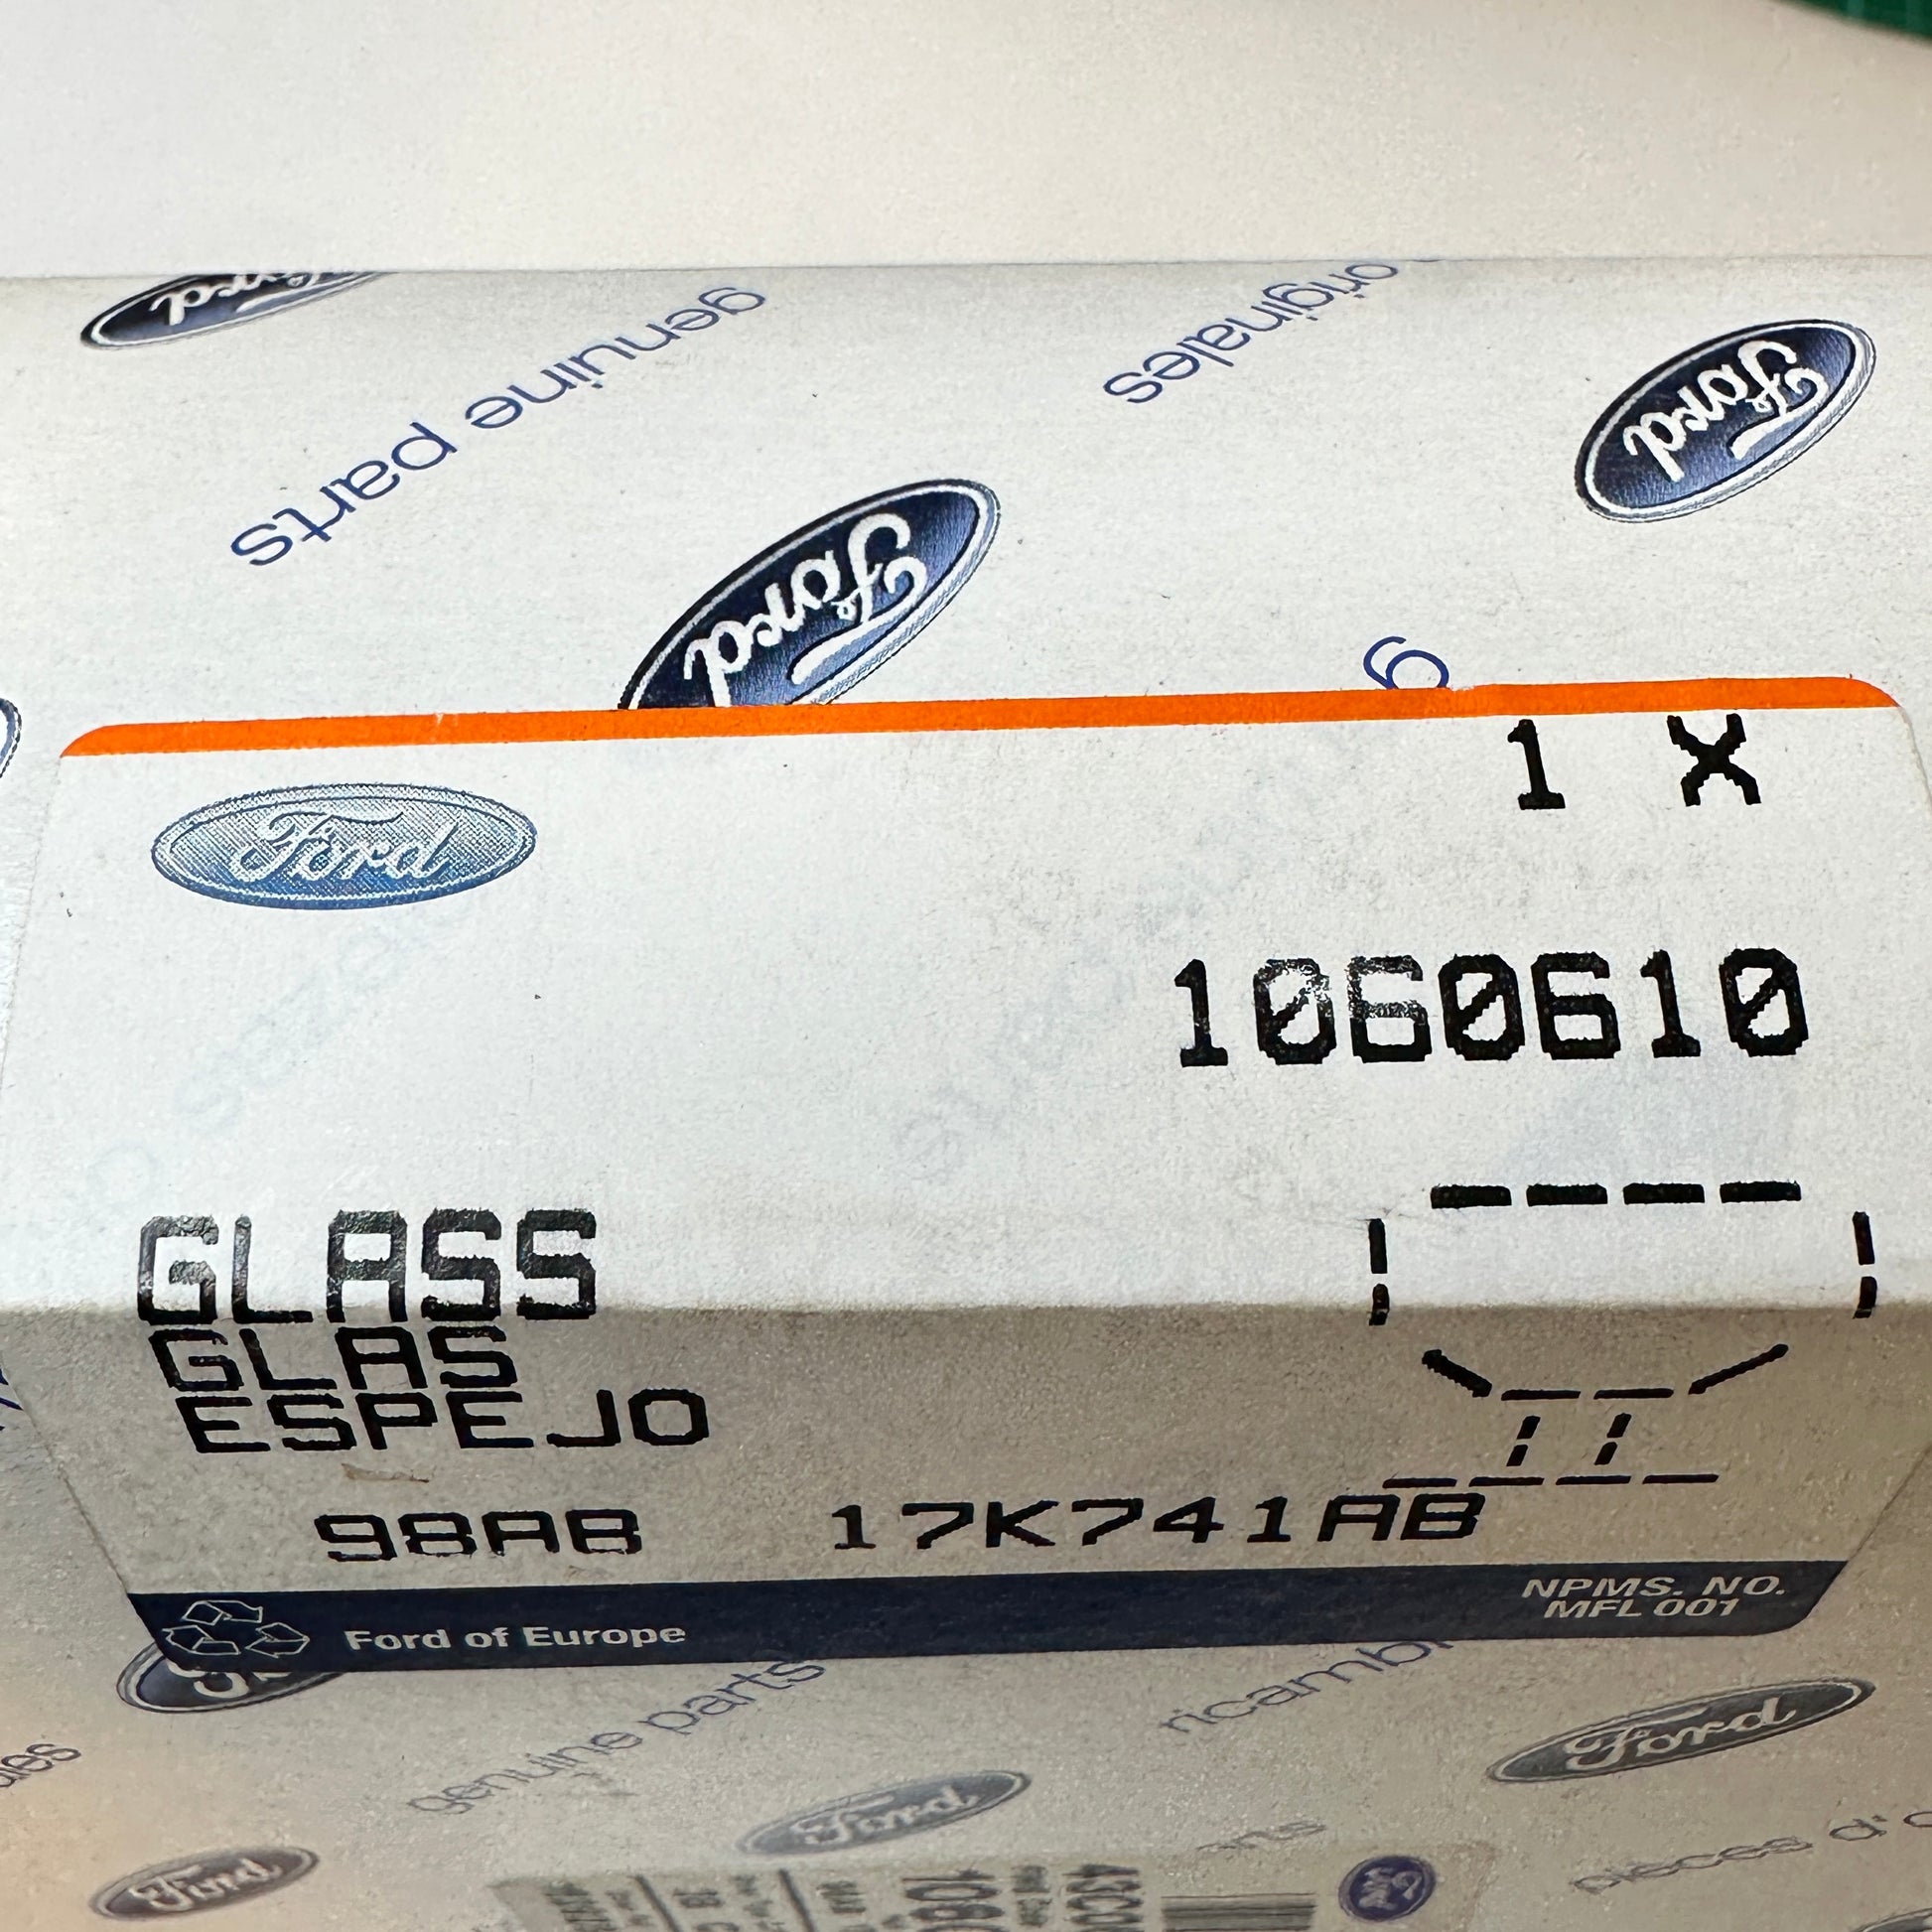 Ford
genuine parts
originales
Ford
Ford
1 X
Ford
1060610
GLASS
GLAS
ESPEJO
98AB 17K741AB
NPMS. NO.
MFL 001
Ford of Europe
genuine parts
ricambi
Ford
Ford
Ford
pieces d'